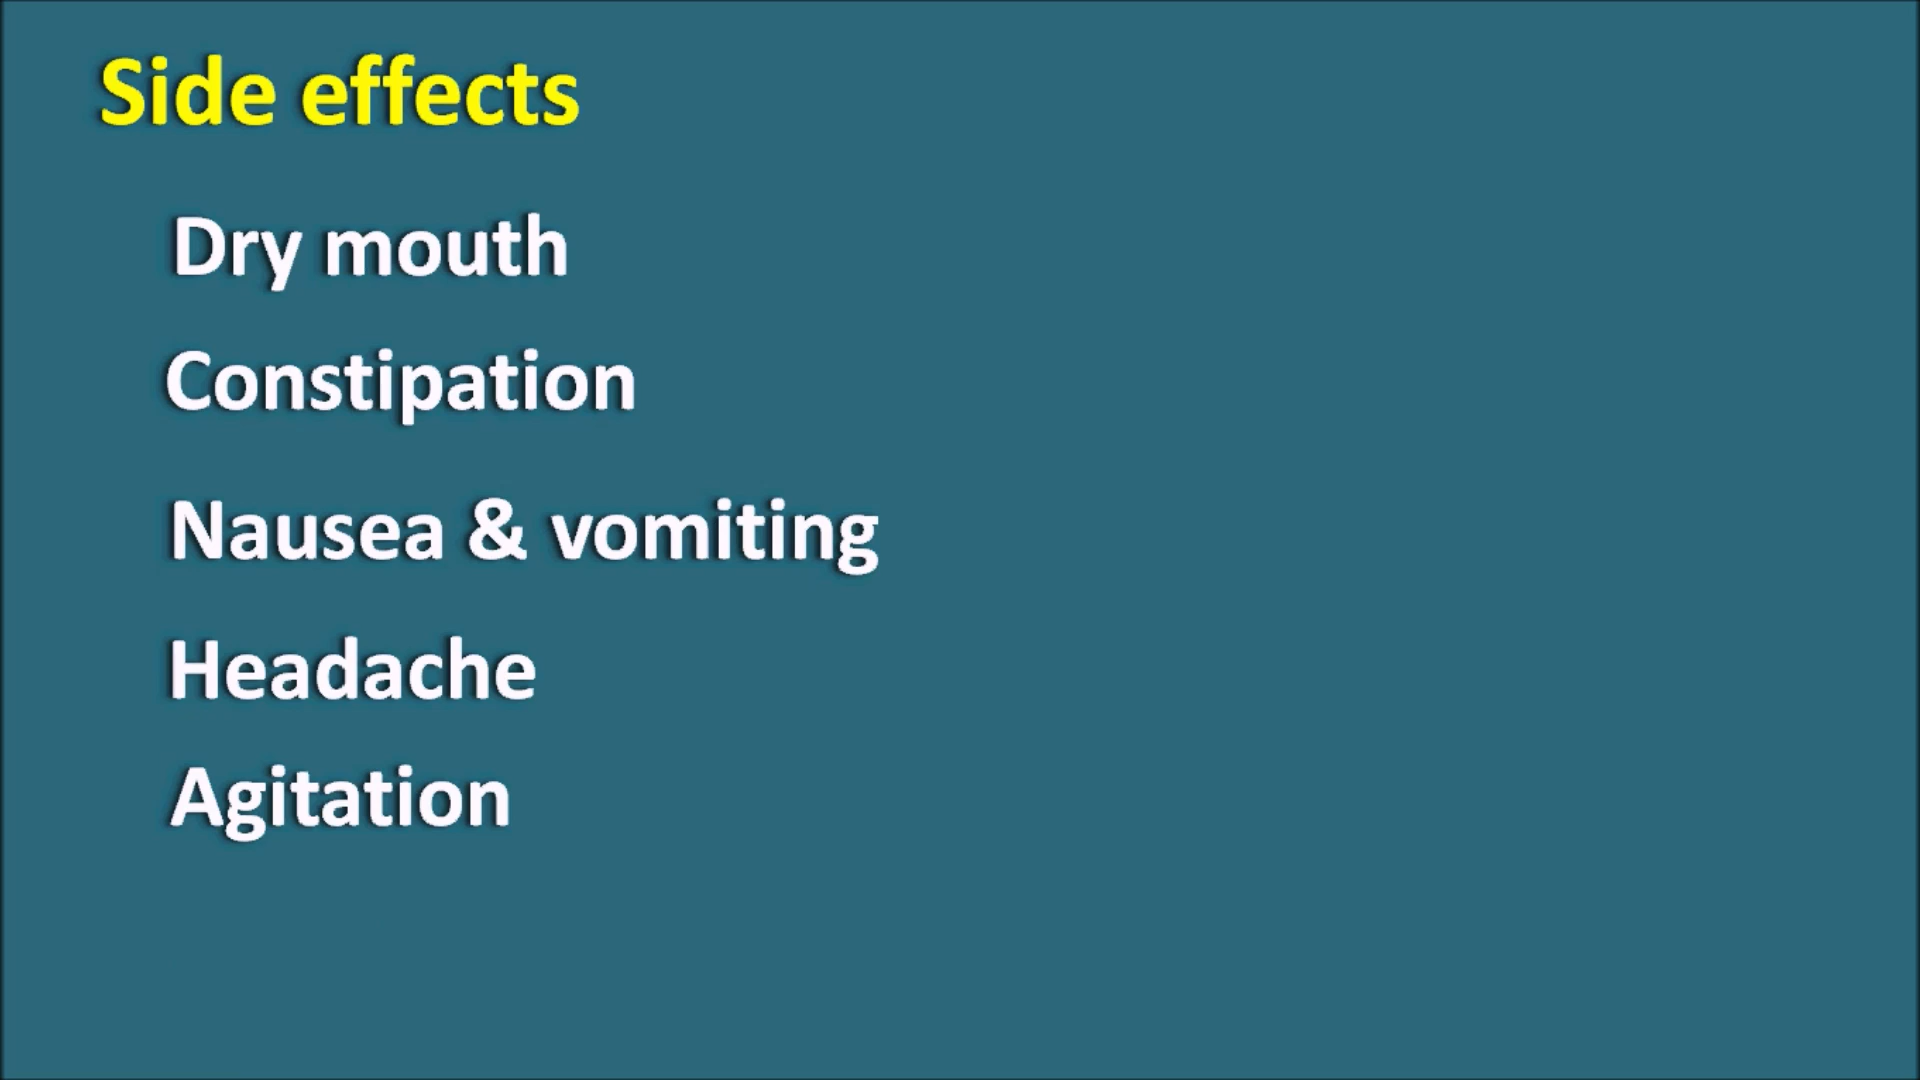 Side effects
Dry mouth
Constipation
Nausea & vomiting
Headache
Agitation